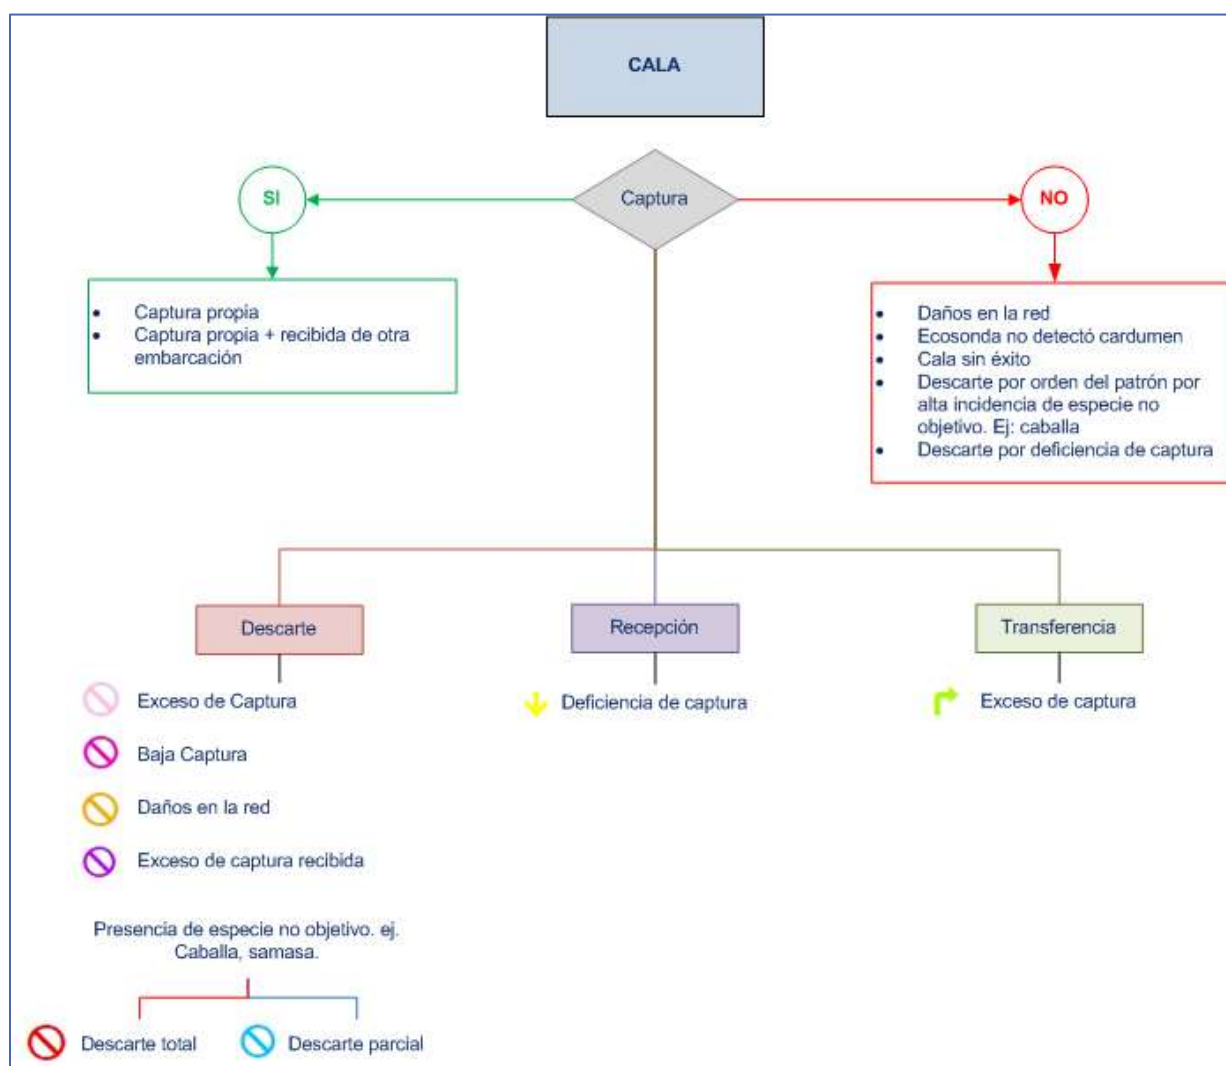 CALA
SI
Captura
NO
• Captura propia
• Captura propia + recibida de otra
embarcación
• Daños en la red
• Ecosonda no detectó cardumen
• Cala sin éxito
• Descarte por orden del patrón por
alta incidencia de especie no
objetivo. Ej: caballa
• Descarte por deficiencia de captura
Descarte
Recepción
Transferencia
Exceso de Captura
Deficiencia de captura
Exceso de captura
Baja Captura
Daños en la red
Exceso de captura recibida
Presencia de especie no objetivo. ej.
Caballa, samasa.
Descarte total
Descarte parcial